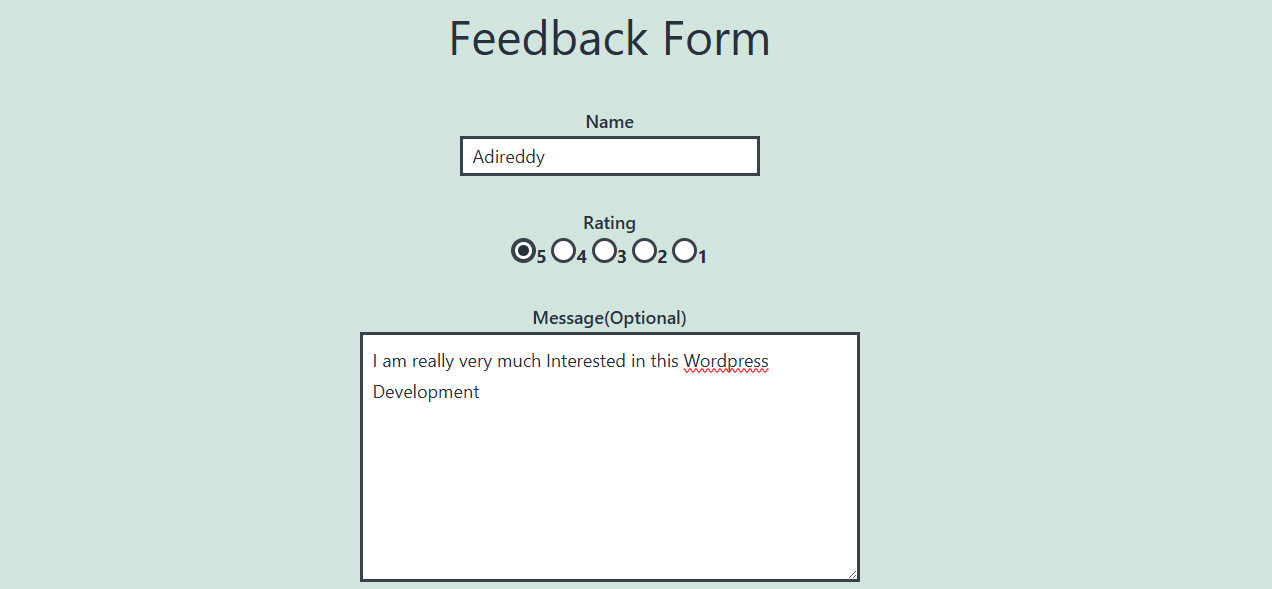 Feedback Form
Name
Adireddy
Rating
5 4 3 2 1
Message(Optional)
I am really very much Interested in this Wordpress
Development